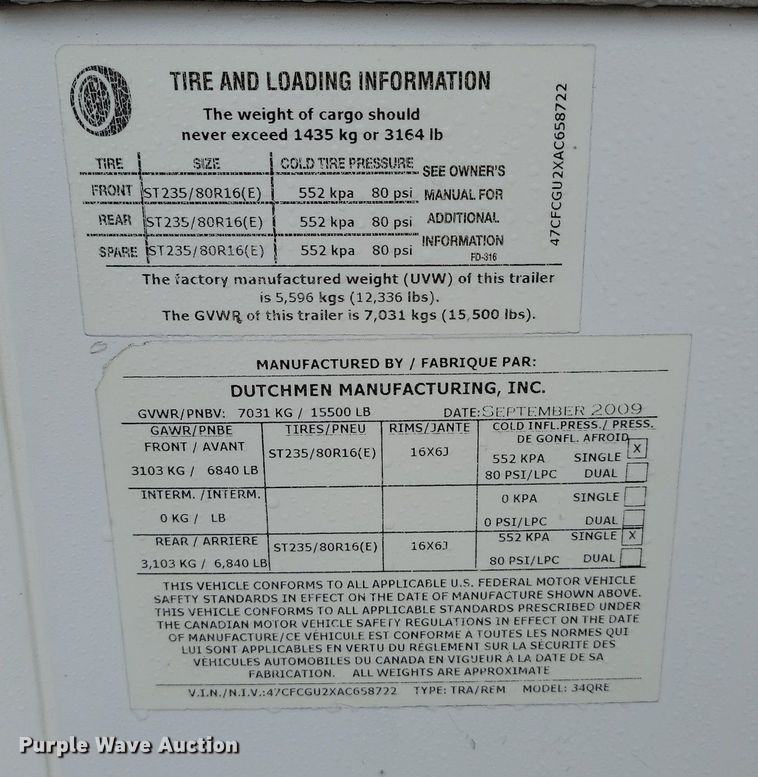 TIRE AND LOADING INFORMATION
The weight of cargo should
never exceed 1435 kg or 3164 lb
TIRE SIZE COLD TIRE PRESSURE
FRONT ST235/80R16(E) 552 kpa 80 psi
REAR ST235/80R16(E) 552 kpa 80 psi
SPARE ST235/80R16(E) 552 kpa 80 psi
SEE OWNER'S
MANUAL FOR
ADDITIONAL
INFORMATION
FD-316
47CFCGU2XAC658722
The factory manufactured weight (UVW) of this trailer
is 5,596 kgs (12,336 lbs).
The GVWR of this trailer is 7,031 kgs (15,500 lbs).
MANUFACTURED BY / FABRIQUE PAR:
DUTCHMEN MANUFACTURING, INC.
GVWR/PNBV: 7031 KG / 15500 LB DATE: SEPTEMBER 2009
GAWR/PNBE TIRES/PNEU RIMS/JANTE COLD INFL.PRESS./ PRESS.
DE GONFL. AFROID
FRONT / AVANT ST235/80R16(E) 16X6J 552 KPA SINGLE X
3103 KG / 6840 LB 80 PSI/LPC DUAL
INTERM. /INTERM. 0 KPA SINGLE
0 KG / LB 0 PSI/LPC DUAL
REAR / ARRIERE ST235/80R16(E) 16X6J 552 KPA SINGLE X
3,103 KG / 6,840 LB 80 PSI/LPC DUAL
THIS VEHICLE CONFORMS TO ALL APPLICABLE U.S. FEDERAL MOTOR VEHICLE
SAFETY STANDARDS IN EFFECT ON THE DATE OF MANUFACTURE SHOWN ABOVE.
THIS VEHICLE CONFORMS TO ALL APPLICABLE STANDARDS PRESCRIBED UNDER
THE CANADIAN MOTOR VEHICLE SAFETY REGULATIONS IN EFFECT ON THE DATE
OF MANUFACTURE/CE VÉHICULE EST CONFORME A TOUTES LES NORMES QUI
LUI SONT APPLICABLES EN VERTU DU RÉGLEMENT SUR LA SÉCURITÉ DES
VÉHICULES AUTOMOBILES DU CANADA EN VIGUEUR À LA DATE DE SA
FABRICATION. ALL WEIGHTS ARE APPROXIMATE
V.I.N./N.I.V.:47CFCGU2XAC658722 TYPE: TRA/REM MODEL: 34QRE
Purple Wave Auction